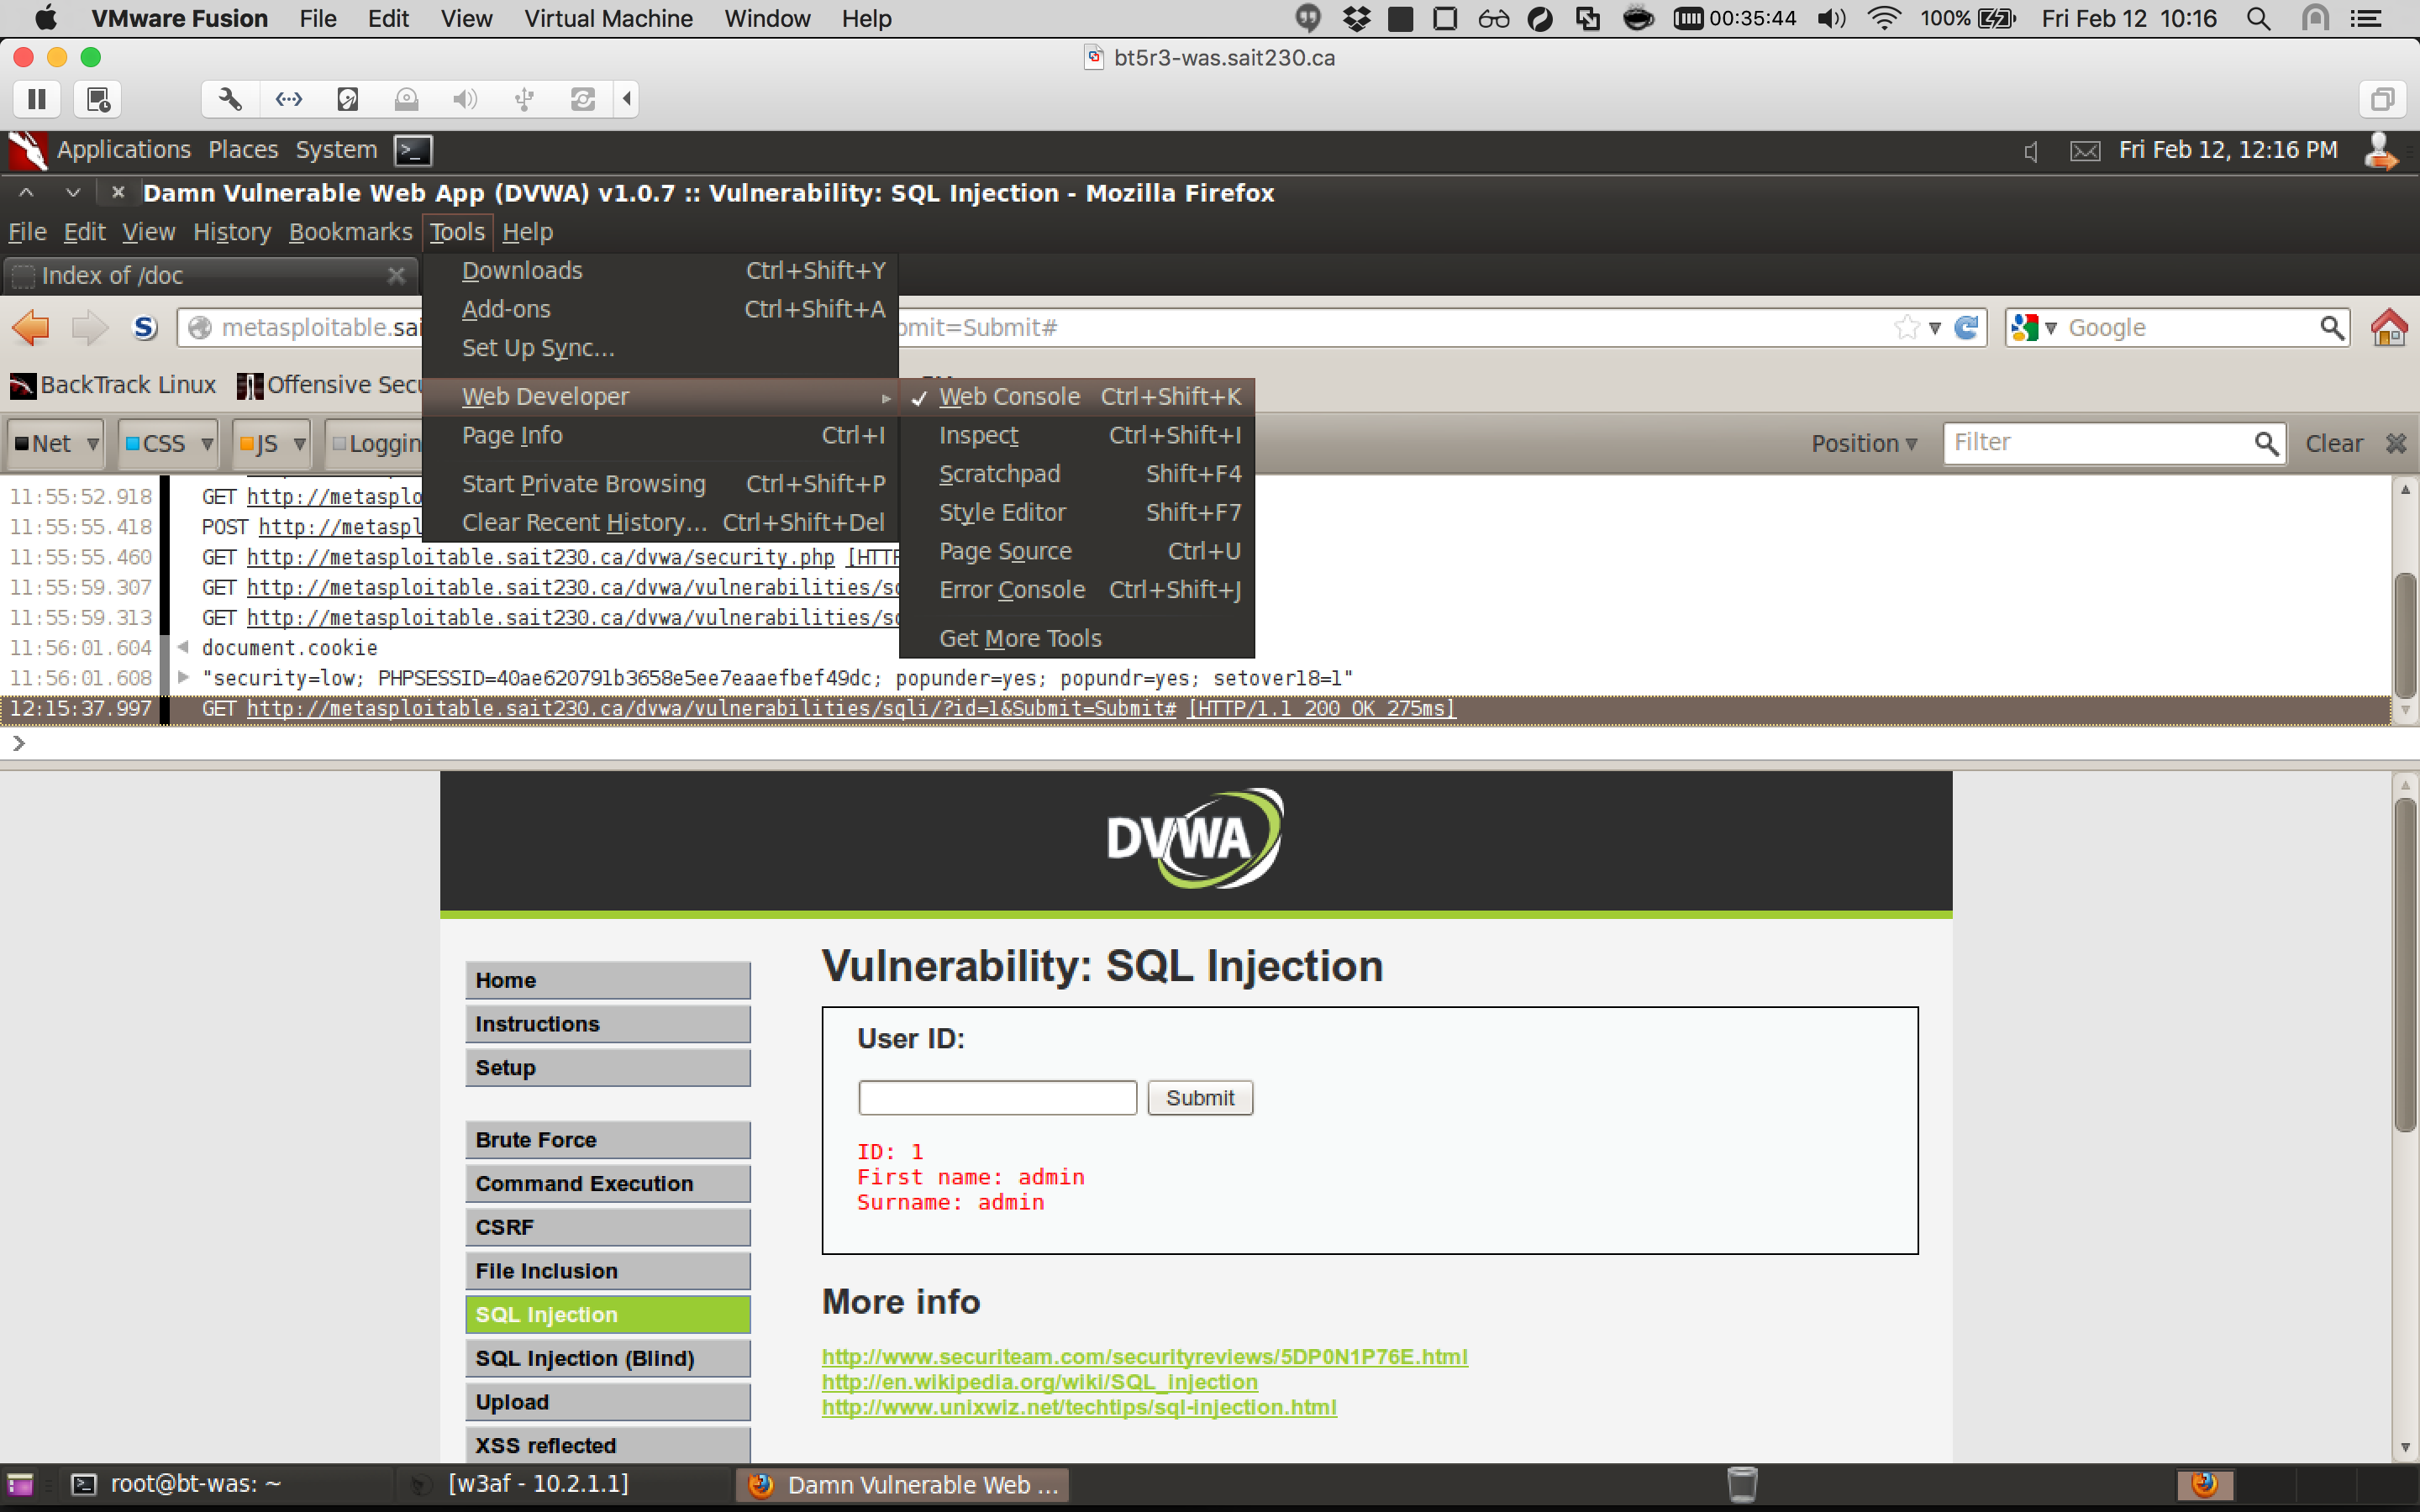 VMware Fusion File Edit View Virtual Machine Window Help 00:35:44 100% Fri Feb 12 10:16
bt5r3-was.sait230.ca
Applications Places System Fri Feb 12, 12:16 PM
Damn Vulnerable Web App (DVWA) v1.0.7 :: Vulnerability: SQL Injection - Mozilla Firefox
File Edit View History Bookmarks Tools Help
Index of /doc
Downloads Ctrl+Shift+Y
Add-ons Ctrl+Shift+A
Set Up Sync...
Web Developer
Page Info Ctrl+I
Start Private Browsing Ctrl+Shift+P
Clear Recent History... Ctrl+Shift+Del
Web Console Ctrl+Shift+K
Inspect Ctrl+Shift+I
Scratchpad Shift+F4
Style Editor Shift+F7
Page Source Ctrl+U
Error Console Ctrl+Shift+J
Get More Tools
S metasploitable.sai bmit=Submit# Google
BackTrack Linux Offensive Secu
Net CSS JS Loggin Position Filter Clear
11:55:52.918 GET http://metasplo
11:55:55.418 POST http://metaspl
11:55:55.460 GET http://metasploitable.sait230.ca/dvwa/security.php [HTTP
11:55:59.307 GET http://metasploitable.sait230.ca/dvwa/vulnerabilities/sq
11:55:59.313 GET http://metasploitable.sait230.ca/dvwa/vulnerabilities/sq
11:56:01.604 document.cookie
11:56:01.608 "security=low; PHPSESSID=40ae620791b3658e5ee7eaaefbef49dc; popunder=yes; popundr=yes; setover18=1"
12:15:37.997 GET http://metasploitable.sait230.ca/dvwa/vulnerabilities/sqli/?id=1&Submit=Submit# [HTTP/1.1 200 OK 275ms]
DVWA
Home
Instructions
Setup
Brute Force
Command Execution
CSRF
File Inclusion
SQL Injection
SQL Injection (Blind)
Upload
XSS reflected
Vulnerability: SQL Injection
User ID:
Submit
ID: 1
First name: admin
Surname: admin
More info
http://www.securiteam.com/securityreviews/5DP0N1P76E.html
http://en.wikipedia.org/wiki/SQL_injection
http://www.unixwiz.net/techtips/sql-injection.html
root@bt-was: ~ [w3af - 10.2.1.1] Damn Vulnerable Web ...